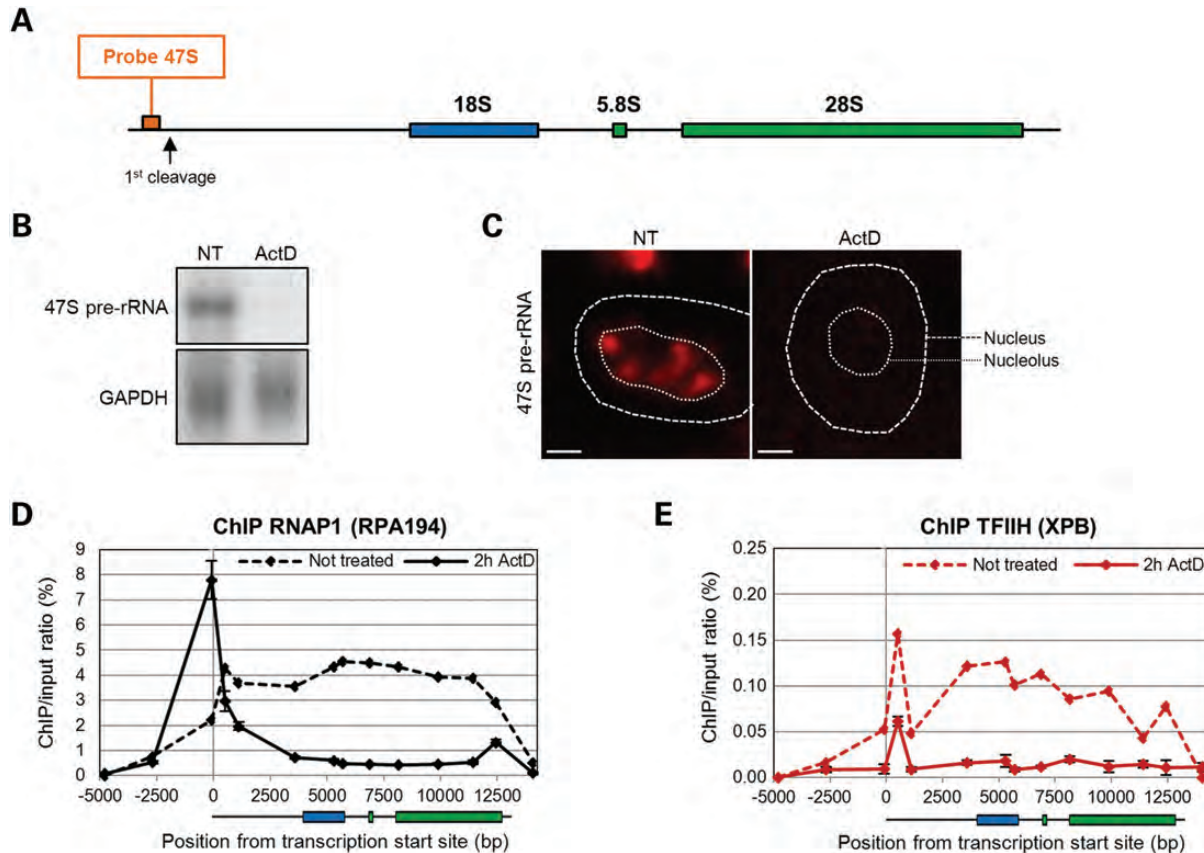 A
Probe 47S
18S
5.8S
28S
1st cleavage
B
NT
ActD
47S pre-rRNA
GAPDH
C
NT
ActD
47S pre-rRNA
Nucleus
Nucleolus
D
ChIP RNAP1 (RPA194)
Not treated
2h ActD
ChIP/input ratio (%)
9
8
7
6
5
4
3
2
1
0
-5000 -2500 0 2500 5000 7500 10000 12500
Position from transcription start site (bp)
E
ChIP TFIIH (XPB)
Not treated
2h ActD
ChIP/input ratio (%)
0.25
0.20
0.15
0.10
0.05
0.00
-5000 -2500 0 2500 5000 7500 10000 12500
Position from transcription start site (bp)